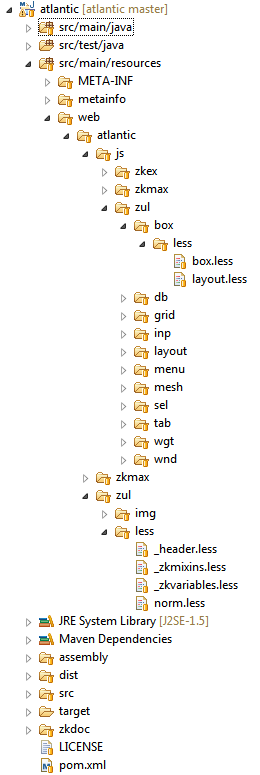 atlantic [atlantic master]
src/main/java
src/test/java
src/main/resources
META-INF
metainfo
web
atlantic
js
zkex
zkmax
zul
box
less
box.less
layout.less
db
grid
inp
layout
menu
mesh
sel
tab
wgt
wnd
zkmax
zul
img
less
_header.less
_zkmixins.less
_zkvariables.less
norm.less
JRE System Library [J2SE-1.5]
Maven Dependencies
assembly
dist
src
target
zkdoc
LICENSE
pom.xml